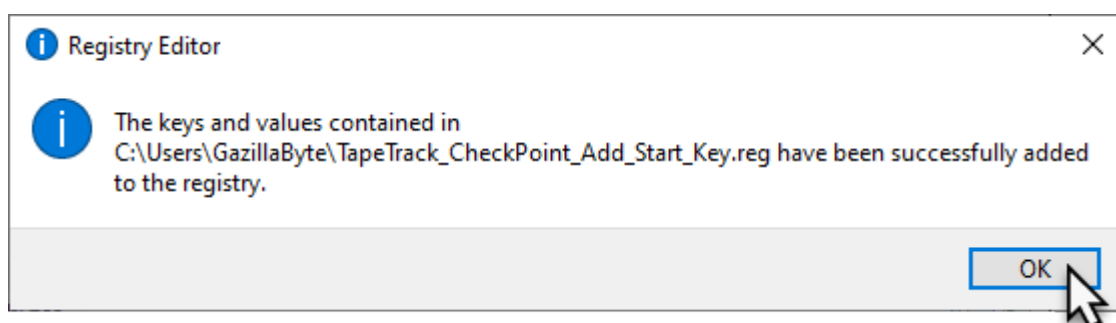 Registry Editor
The keys and values contained in
C:\Users\GazillaByte\TapeTrack_CheckPoint_Add_Start_Key.reg have been successfully added
to the registry.
OK